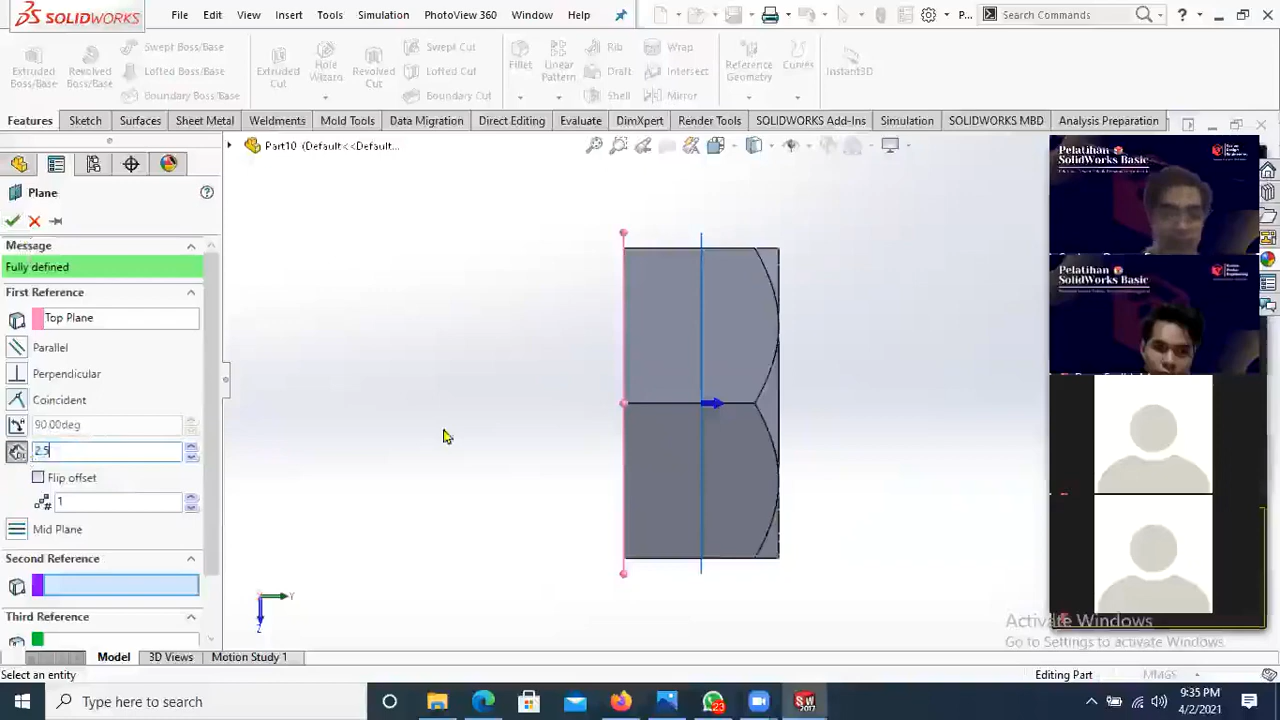 SOLIDWORKS File Edit View Insert Tools Simulation PhotoView 360 Window Help P... Search Commands ?
Extruded Boss/Base
Revolved Boss/Base
Swept Boss/Base
Lofted Boss/Base
Boundary Boss/Base
Extruded Cut
Hole Wizard
Revolved Cut
Swept Cut
Lofted Cut
Boundary Cut
Fillet
Linear Pattern
Rib
Draft
Shell
Wrap
Intersect
Mirror
Reference Geometry
Curves
Instant3D
Features Sketch Surfaces Sheet Metal Weldments Mold Tools Data Migration Direct Editing Evaluate DimXpert Render Tools SOLIDWORKS Add-Ins Simulation SOLIDWORKS MBD Analysis Preparation
Part10 (Default<<Default...
Plane
Message
Fully defined
First Reference
Top Plane
Parallel
Perpendicular
Coincident
90.00deg
2.5
Flip offset
1
Mid Plane
Second Reference
Third Reference
Y
Z
Pelatihan
SolidWorks Basic
Pelatihan
SolidWorks Basic
Activate Windows
Go to Settings to activate Windows.
Model 3D Views Motion Study 1
Select an entity
Editing Part
MMGS
Type here to search
23
SW
2017
9:35 PM
4/2/2021